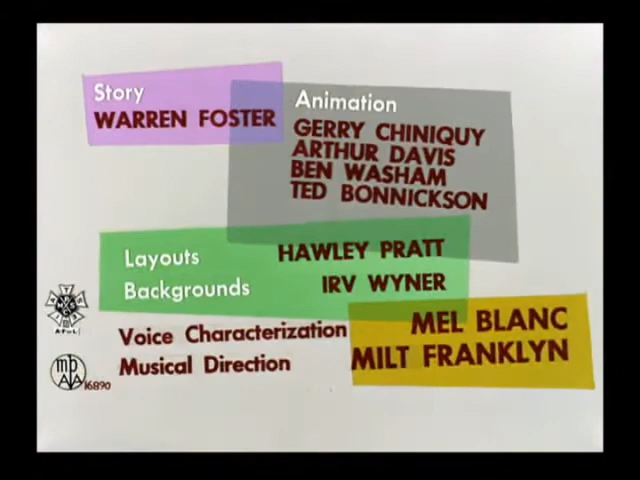 Story
WARREN FOSTER
Animation
GERRY CHINIQUY
ARTHUR DAVIS
BEN WASHAM
TED BONNICKSON
Layouts HAWLEY PRATT
Backgrounds IRV WYNER
Voice Characterization MEL BLANC
Musical Direction MILT FRANKLYN
16890